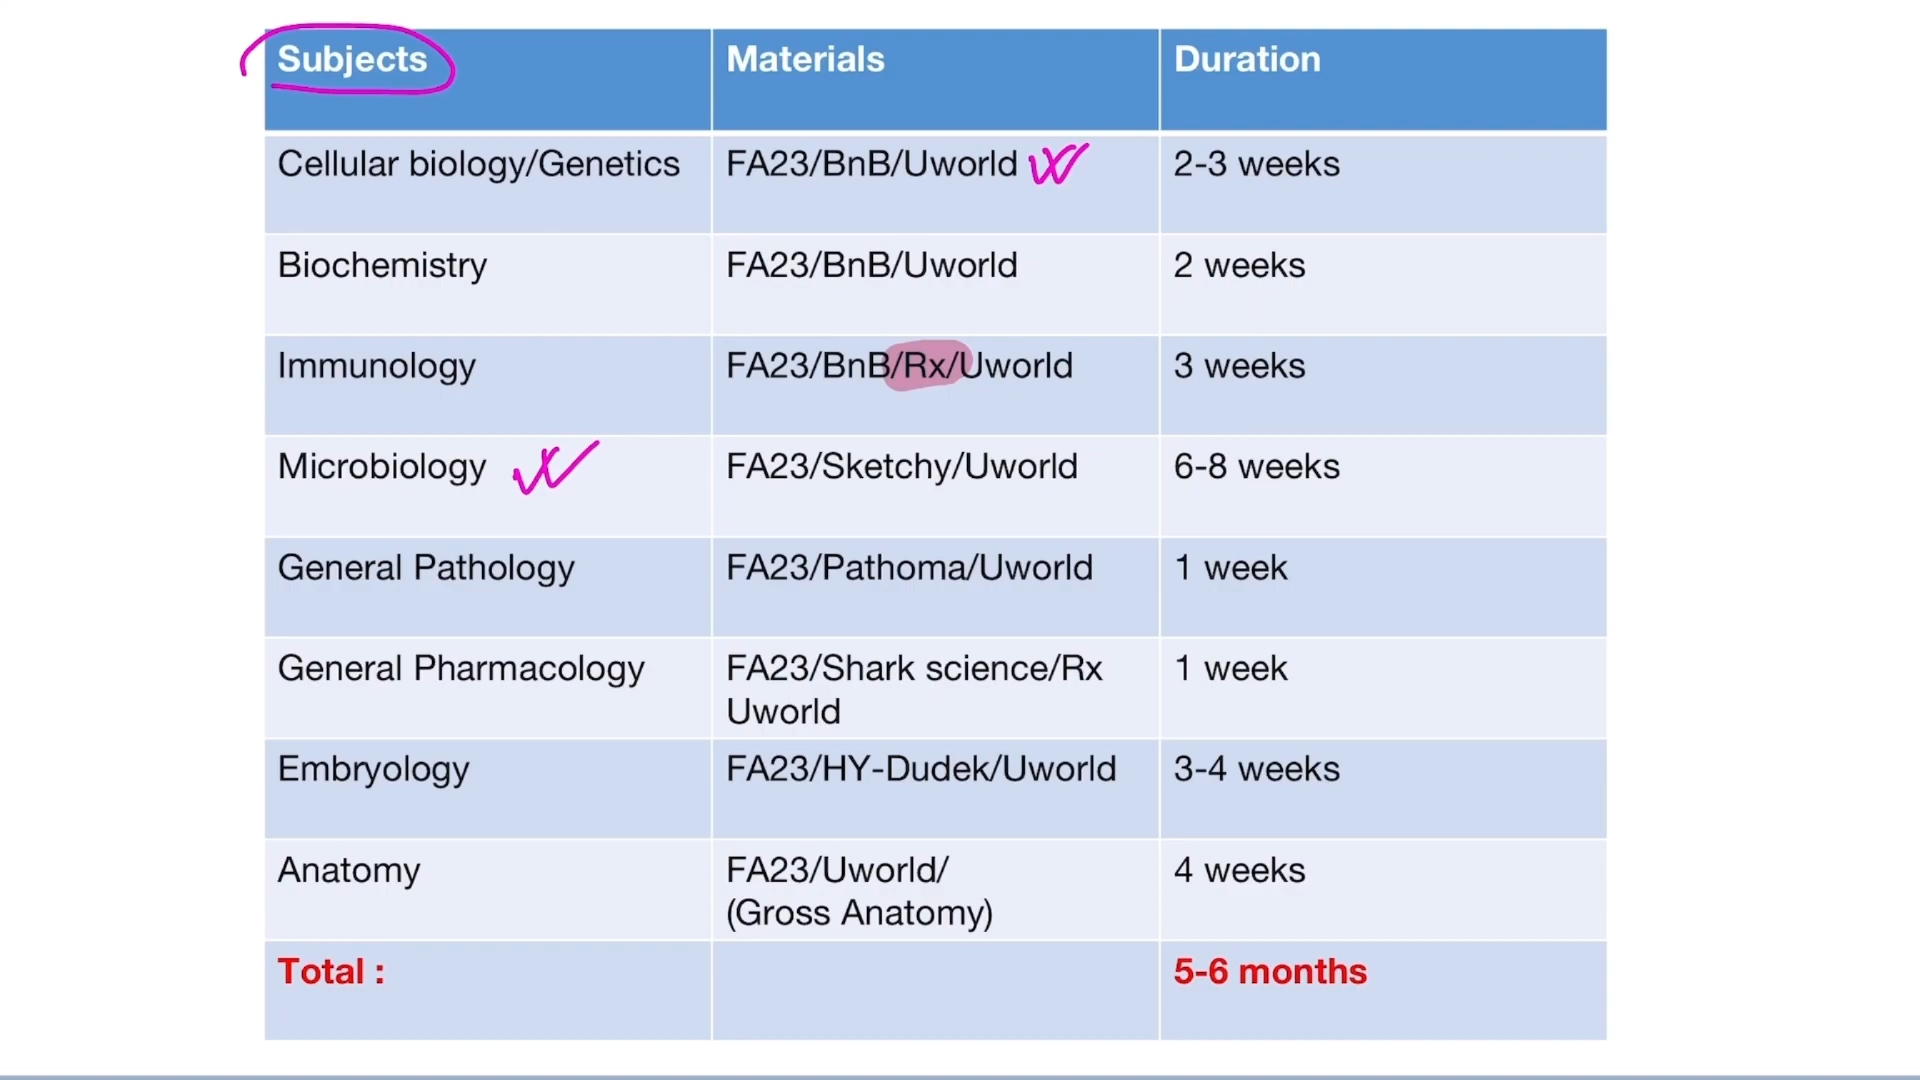 Subjects Materials Duration
Cellular biology/Genetics FA23/BnB/Uworld 2-3 weeks
Biochemistry FA23/BnB/Uworld 2 weeks
Immunology FA23/BnB/Rx/Uworld 3 weeks
Microbiology FA23/Sketchy/Uworld 6-8 weeks
General Pathology FA23/Pathoma/Uworld 1 week
General Pharmacology FA23/Shark science/Rx 1 week
Uworld
Embryology FA23/HY-Dudek/Uworld 3-4 weeks
Anatomy FA23/Uworld/ 4 weeks
(Gross Anatomy)
Total : 5-6 months